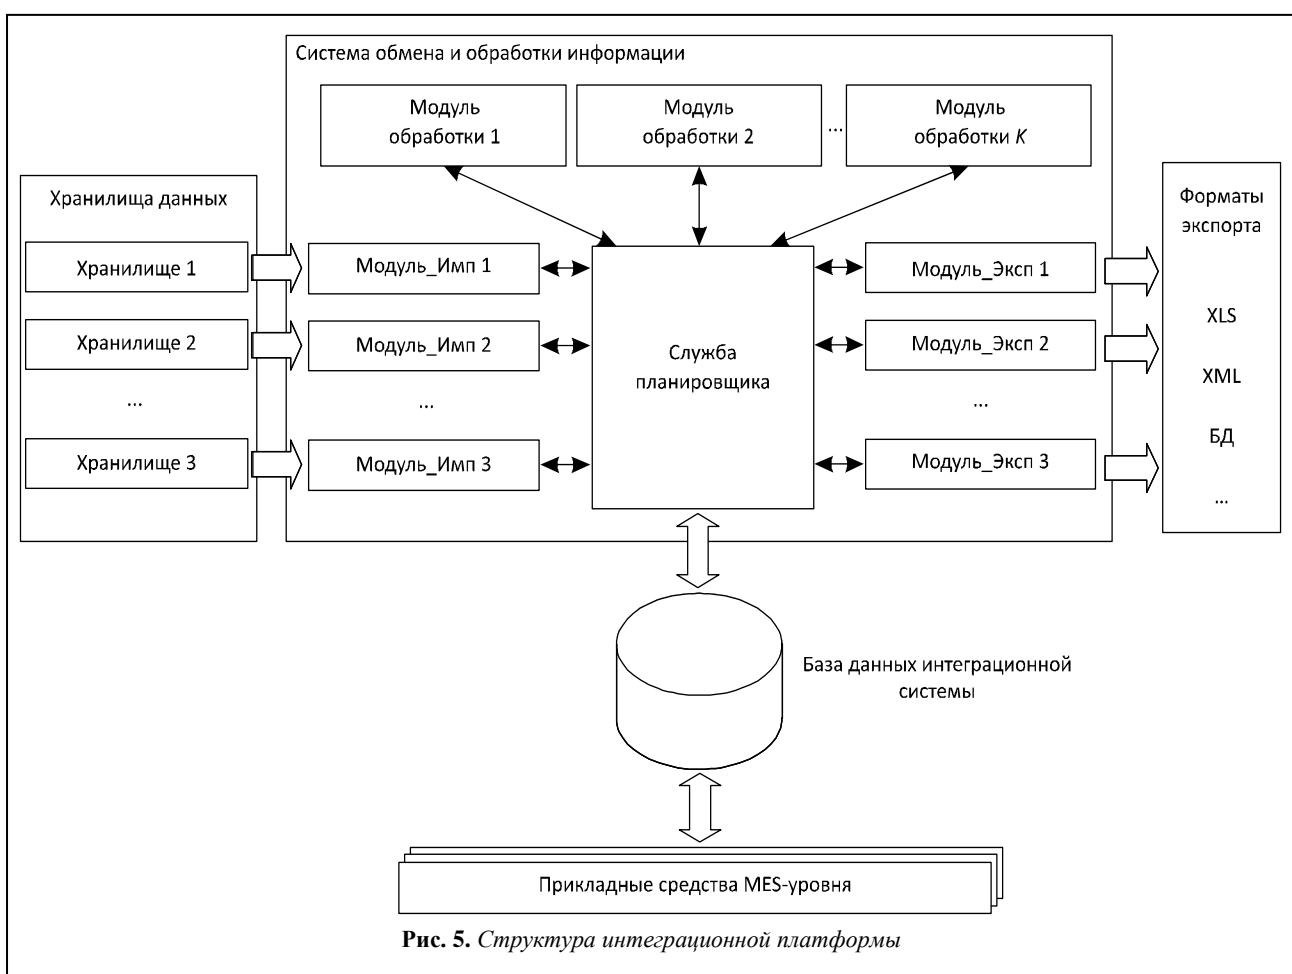 Система обмена и обработки информации
Модуль
обработки 1
Модуль
обработки 2
...
Модуль
обработки K
Хранилища данных
Хранилище 1
Хранилище 2
...
Хранилище 3
Модуль_Имп 1
Модуль_Имп 2
...
Модуль_Имп 3
Служба
планировщика
Модуль_Эксп 1
Модуль_Эксп 2
...
Модуль_Эксп 3
Форматы
экспорта
XLS
XML
БД
...
База данных интеграционной
системы
Прикладные средства MES-уровня
Рис. 5. Структура интеграционной платформы